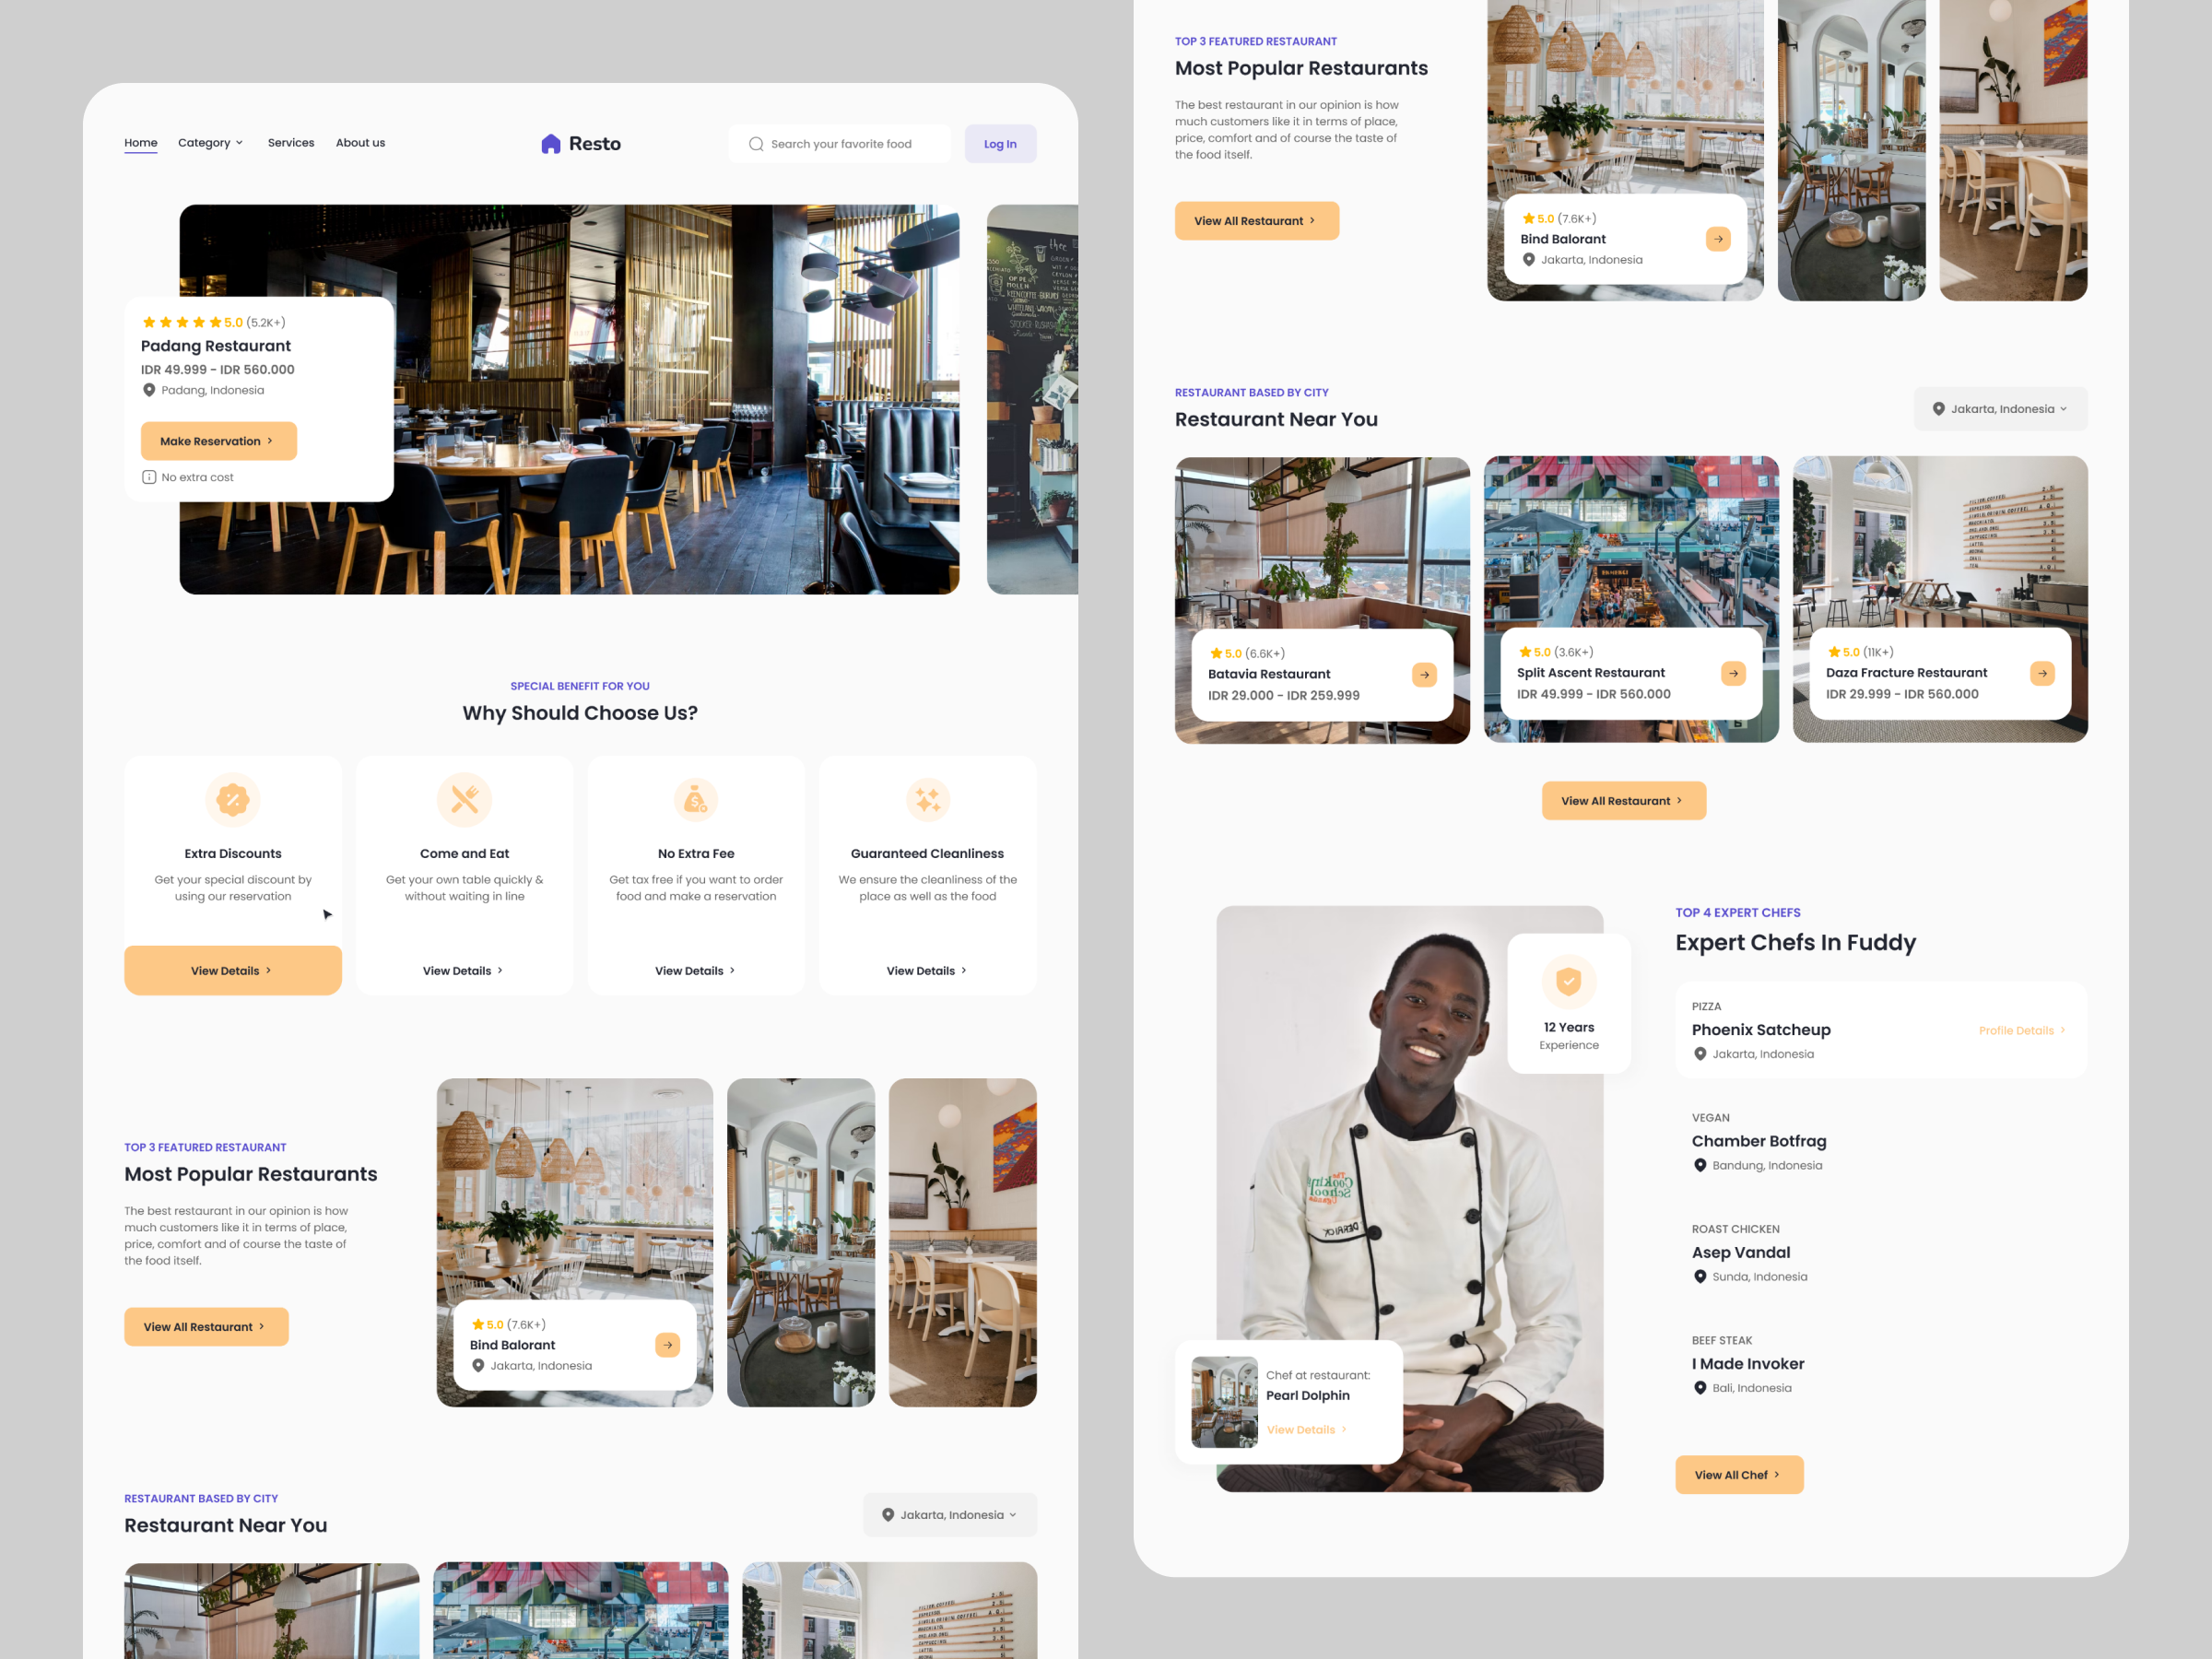 Home
Category
Services
About us
Resto
Search your favorite food
Log In
5.0 (5.2K+)
Padang Restaurant
IDR 49.999 - IDR 560.000
Padang, Indonesia
Make Reservation
No extra cost
SPECIAL BENEFIT FOR YOU
Why Should Choose Us?
Extra Discounts
Get your special discount by
using our reservation
View Details
Come and Eat
Get your own table quickly &
without waiting in line
View Details
No Extra Fee
Get tax free if you want to order
food and make a reservation
View Details
Guaranteed Cleanliness
We ensure the cleanliness of the
place as well as the food
View Details
TOP 3 FEATURED RESTAURANT
Most Popular Restaurants
The best restaurant in our opinion is how
much customers like it in terms of place,
price, comfort and of course the taste of
the food itself.
View All Restaurant
5.0 (7.6K+)
Bind Balorant
Jakarta, Indonesia
RESTAURANT BASED BY CITY
Restaurant Near You
Jakarta, Indonesia
TOP 3 FEATURED RESTAURANT
Most Popular Restaurants
The best restaurant in our opinion is how
much customers like it in terms of place,
price, comfort and of course the taste of
the food itself.
View All Restaurant
5.0 (7.6K+)
Bind Balorant
Jakarta, Indonesia
RESTAURANT BASED BY CITY
Restaurant Near You
Jakarta, Indonesia
5.0 (6.6K+)
Batavia Restaurant
IDR 29.000 - IDR 259.999
5.0 (3.6K+)
Split Ascent Restaurant
IDR 49.999 - IDR 560.000
5.0 (11K+)
Daza Fracture Restaurant
IDR 29.999 - IDR 560.000
View All Restaurant
12 Years
Experience
The
Cooking
School
DERRICK
Chef at restaurant:
Pearl Dolphin
View Details
TOP 4 EXPERT CHEFS
Expert Chefs In Fuddy
PIZZA
Phoenix Satcheup
Jakarta, Indonesia
Profile Details
VEGAN
Chamber Botfrag
Bandung, Indonesia
ROAST CHICKEN
Asep Vandal
Sunda, Indonesia
BEEF STEAK
I Made Invoker
Bali, Indonesia
View All Chef